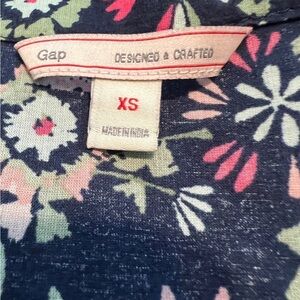 Gap DESIGNED & CRAFTED
XS
MADE IN INDIA